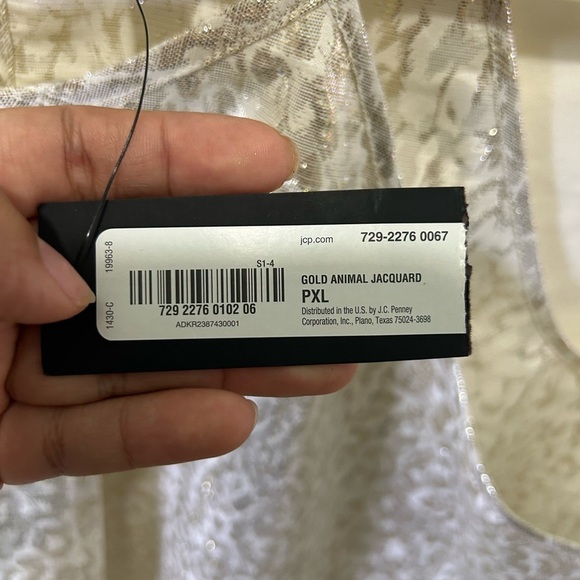 jcp.com 729-2276 0067
19963-8
1430-C
S1-4
729 2276 0102 06
ADKR2387430001
GOLD ANIMAL JACQUARD
PXL
Distributed in the U.S. by J.C. Penney
Corporation, Inc., Plano, Texas 75024-3698